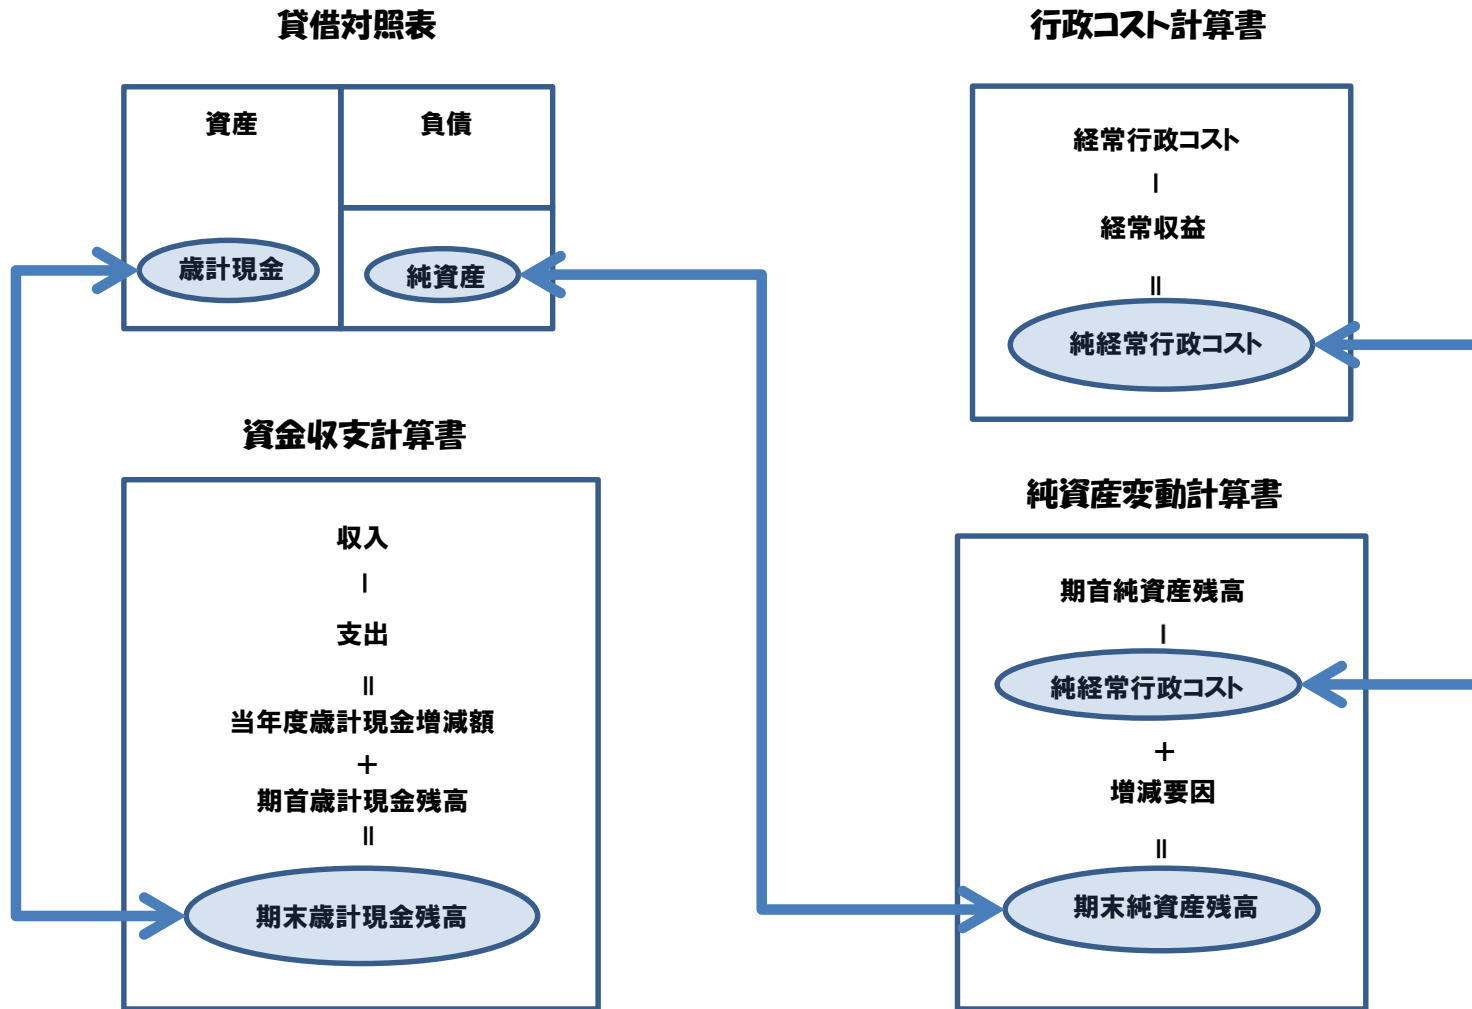 貸借対照表
資産
負債
歳計現金
純資産
行政コスト計算書
経常行政コスト
－
経常収益
＝
純経常行政コスト
資金収支計算書
収入
－
支出
＝
当年度歳計現金増減額
＋
期首歳計現金残高
＝
期末歳計現金残高
純資産変動計算書
期首純資産残高
－
純経常行政コスト
＋
増減要因
＝
期末純資産残高